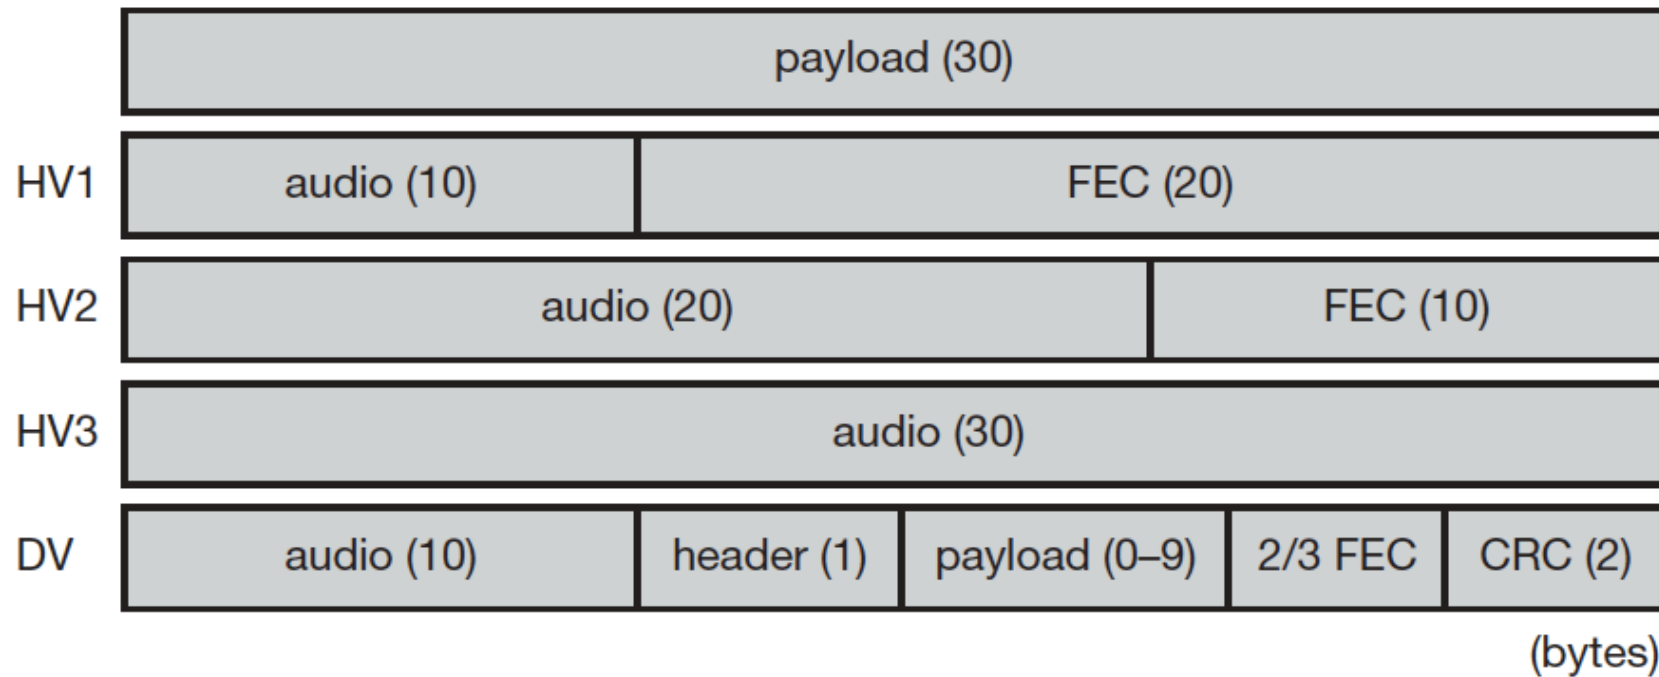 payload (30)
HV1 audio (10) FEC (20)
HV2 audio (20) FEC (10)
HV3 audio (30)
DV audio (10) header (1) payload (0–9) 2/3 FEC CRC (2)
(bytes)